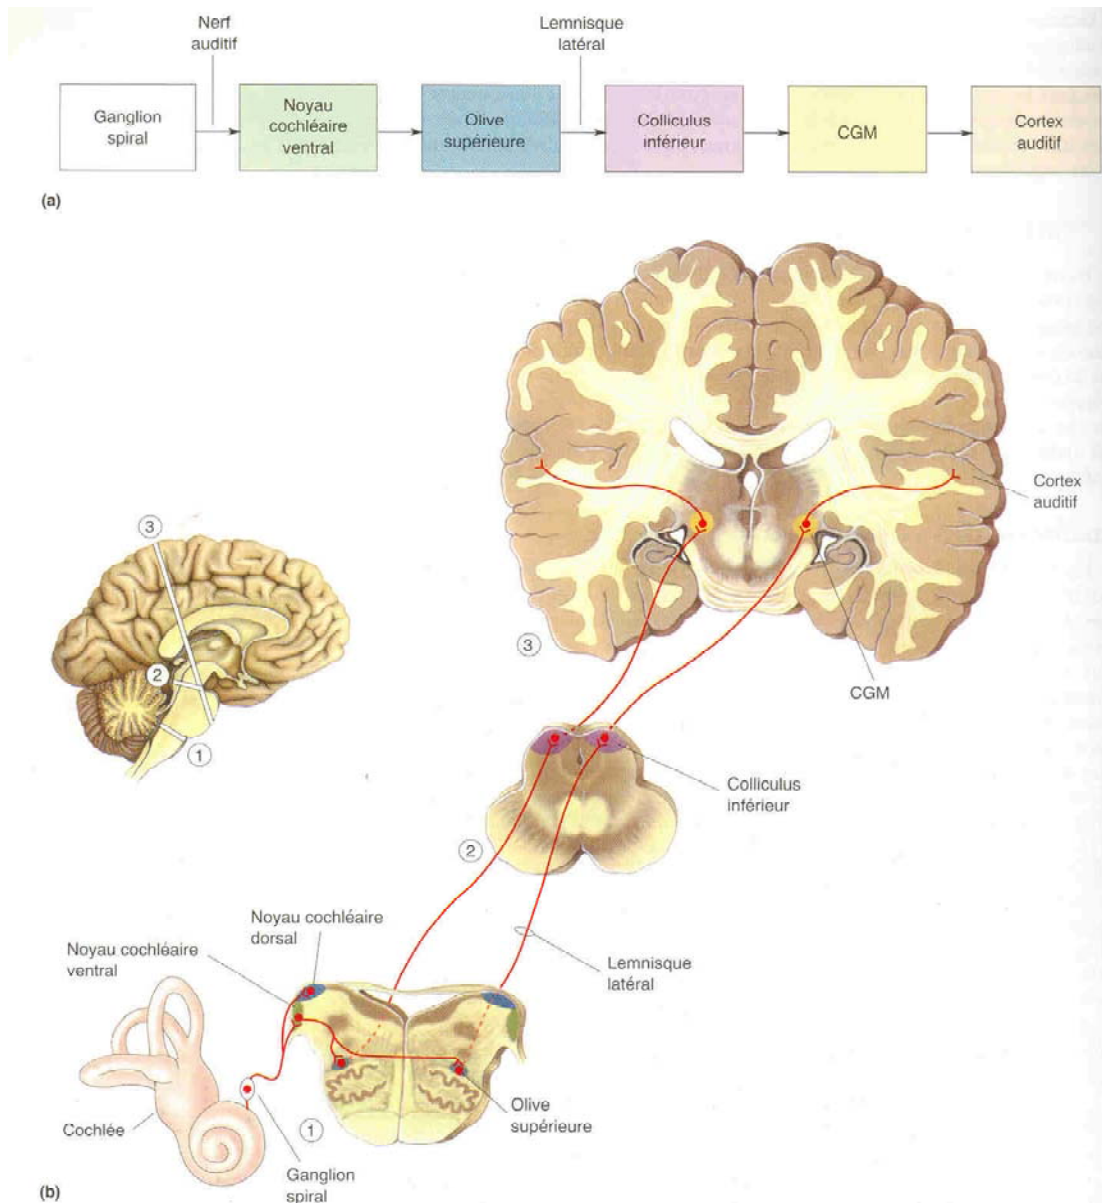 Nerf
auditif
Lemnisque
latéral
Ganglion
spiral
Noyau
cochléaire
ventral
Olive
supérieure
Colliculus
inférieur
CGM
Cortex
auditif
(a)
Cortex
auditif
3
3
CGM
2
1
Colliculus
inférieur
2
Noyau cochléaire
dorsal
Noyau cochléaire
ventral
Lemnisque
latéral
Olive
supérieure
1
Cochlée
Ganglion
spiral
(b)